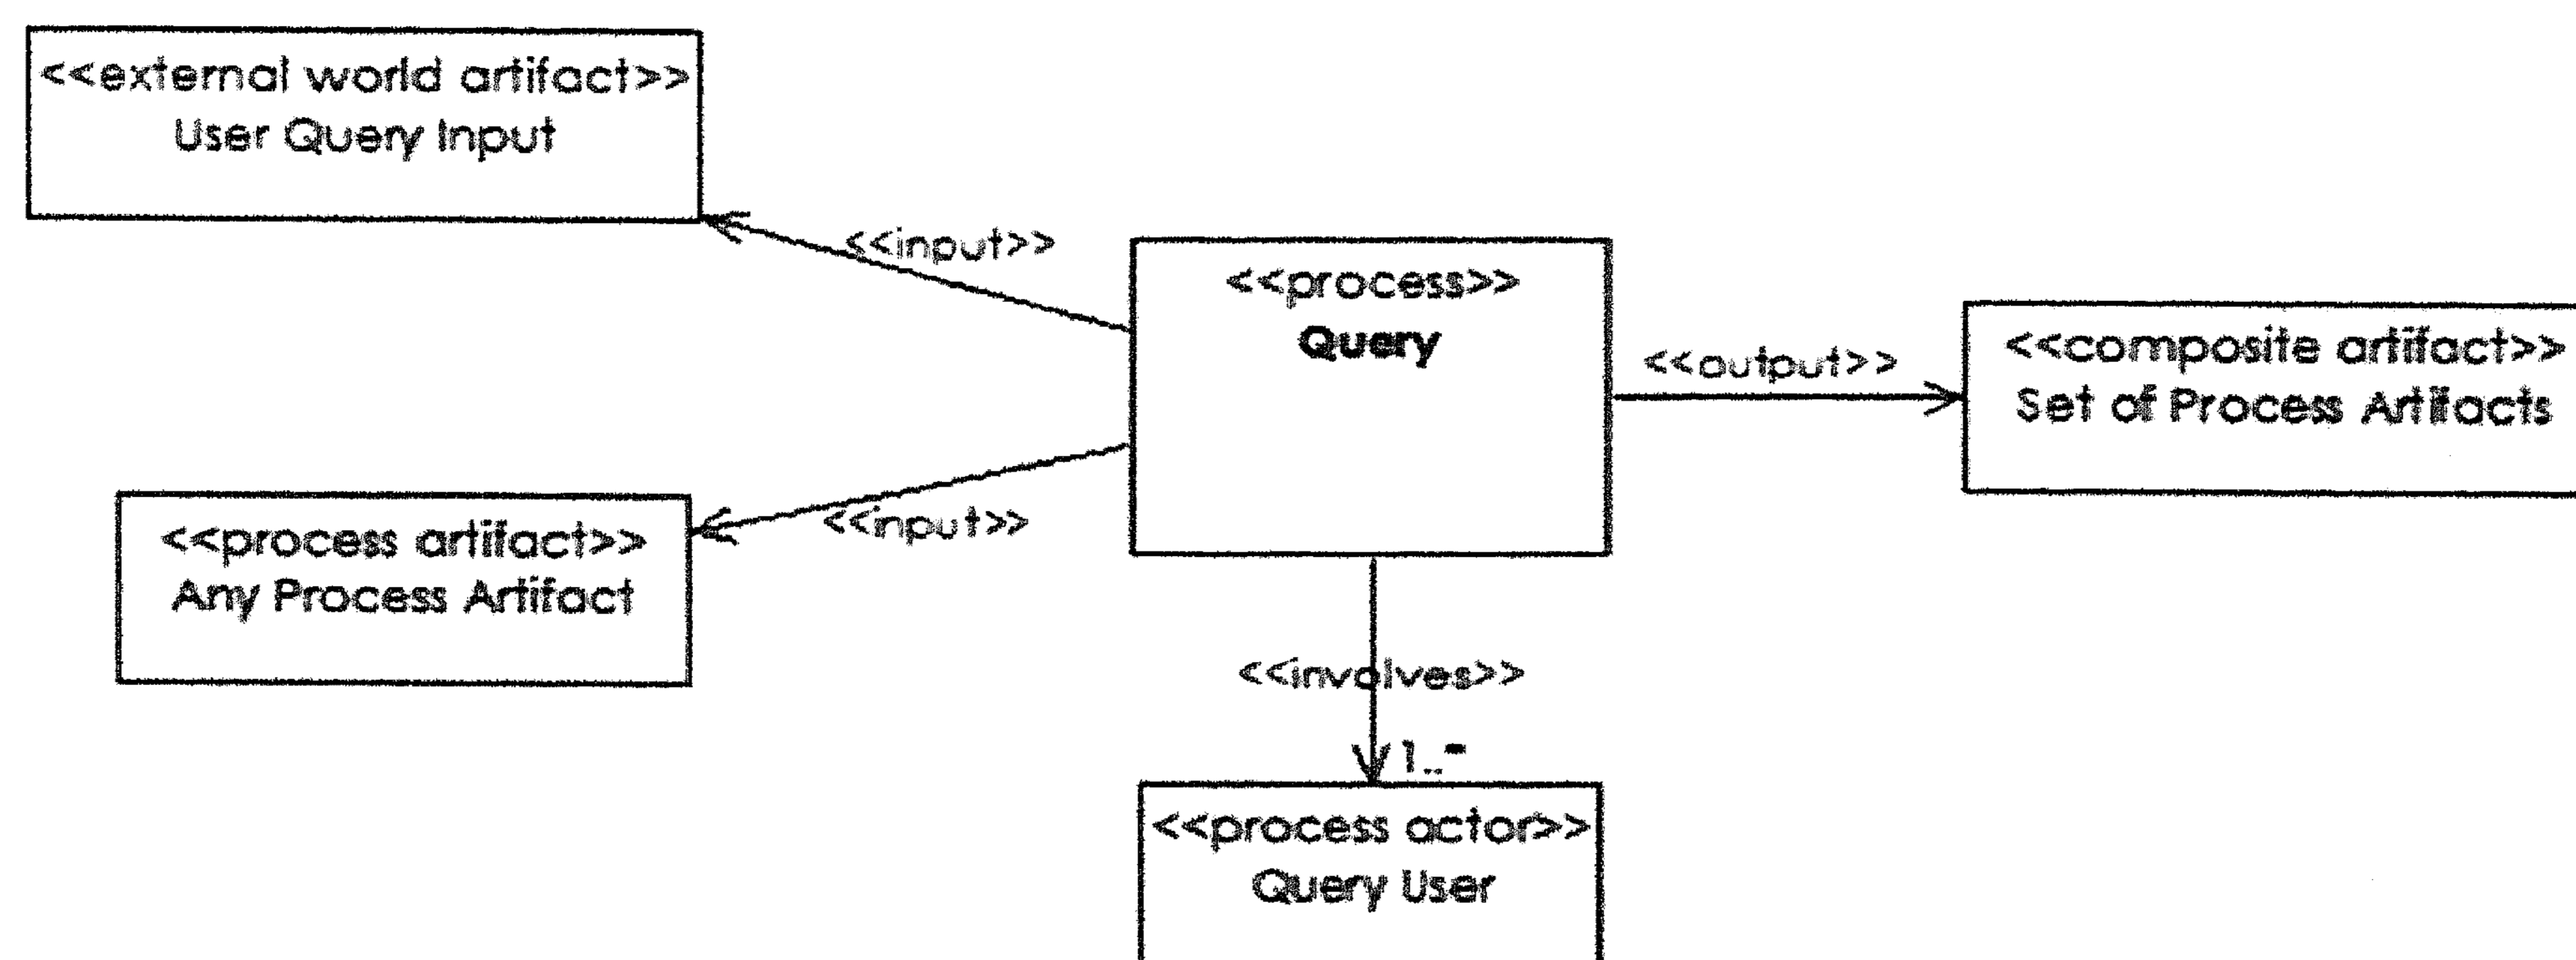 <<external world artifact>>
User Query Input
<<input>>
<<process>>
Query
<<output>>
<<composite artifact>>
Set of Process Artifacts
<<process artifact>>
Any Process Artifact
<<input>>
<<involves>>
1..*
<<process actor>>
Query User